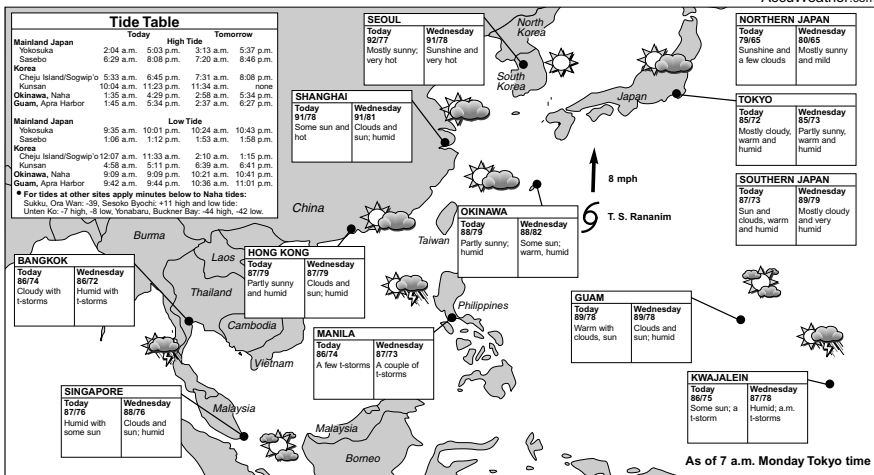 AccuWeather.com
Tide Table
Today Tomorrow
Mainland Japan High Tide
Yokosuka 2:04 a.m. 5:03 p.m. 3:13 a.m. 5:37 p.m.
Sasebo 6:29 a.m. 8:08 p.m. 7:20 a.m. 8:46 p.m.
Korea
Cheju Island/Sogwip'o 5:33 a.m. 6:45 p.m. 7:31 a.m. 8:08 p.m.
Kunsan 10:04 a.m. 11:23 p.m. 11:34 a.m. none
Okinawa, Naha 1:35 a.m. 4:29 p.m. 2:58 a.m. 5:34 p.m.
Guam, Apra Harbor 1:45 a.m. 5:34 p.m. 2:37 a.m. 6:27 p.m.
Mainland Japan Low Tide
Yokosuka 9:35 a.m. 10:01 p.m. 10:24 a.m. 10:43 p.m.
Sasebo 1:06 a.m. 1:12 p.m. 1:53 a.m. 1:58 p.m.
Korea
Cheju Island/Sogwip'o 12:07 a.m. 11:33 a.m. 2:10 a.m. 1:15 p.m.
Kunsan 4:58 a.m. 5:11 p.m. 6:39 a.m. 6:41 p.m.
Okinawa, Naha 9:09 a.m. 9:09 p.m. 10:21 a.m. 10:41 p.m.
Guam, Apra Harbor 9:42 a.m. 9:44 p.m. 10:36 a.m. 11:01 p.m.
• For tides at other sites apply minutes below to Naha tides:
Sukku, Ora Wan: -39, Sesoko Byochi: +11 high and low tide:
Unten Ko: -7 high, -8 low, Yonabaru, Buckner Bay: -44 high, -42 low.
SEOUL
Today Wednesday
92/77 91/78
Mostly sunny; Sunshine and
very hot very hot
North
Korea
South
Korea
Japan
NORTHERN JAPAN
Today Wednesday
79/65 80/65
Sunshine and Mostly sunny
a few clouds and mild
SHANGHAI
Today Wednesday
91/78 91/81
Some sun and Clouds and
hot sun; humid
TOKYO
Today Wednesday
85/72 85/73
Mostly cloudy, Partly sunny,
warm and warm and
humid humid
8 mph
T. S. Rananim
SOUTHERN JAPAN
Today Wednesday
87/73 89/79
Sun and Mostly cloudy
clouds, warm and very
and humid humid
China
Taiwan
OKINAWA
Today Wednesday
88/79 88/82
Partly sunny; Some sun;
humid warm, humid
Burma
Laos
Thailand
Cambodia
Vietnam
HONG KONG
Today Wednesday
87/79 87/79
Partly sunny Clouds and
and humid sun; humid
BANGKOK
Today Wednesday
86/74 86/72
Cloudy with Humid with
t-storms t-storms
Philippines
GUAM
Today Wednesday
89/78 89/78
Warm with Clouds and
clouds, sun sun; humid
MANILA
Today Wednesday
86/74 87/73
A few t-storms A couple of
t-storms
KWAJALEIN
Today Wednesday
86/75 87/78
Some sun; a Humid; a.m.
t-storm t-storms
SINGAPORE
Today Wednesday
87/76 88/76
Humid with Clouds and
some sun sun; humid
Malaysia
Malaysia
Borneo
As of 7 a.m. Monday Tokyo time